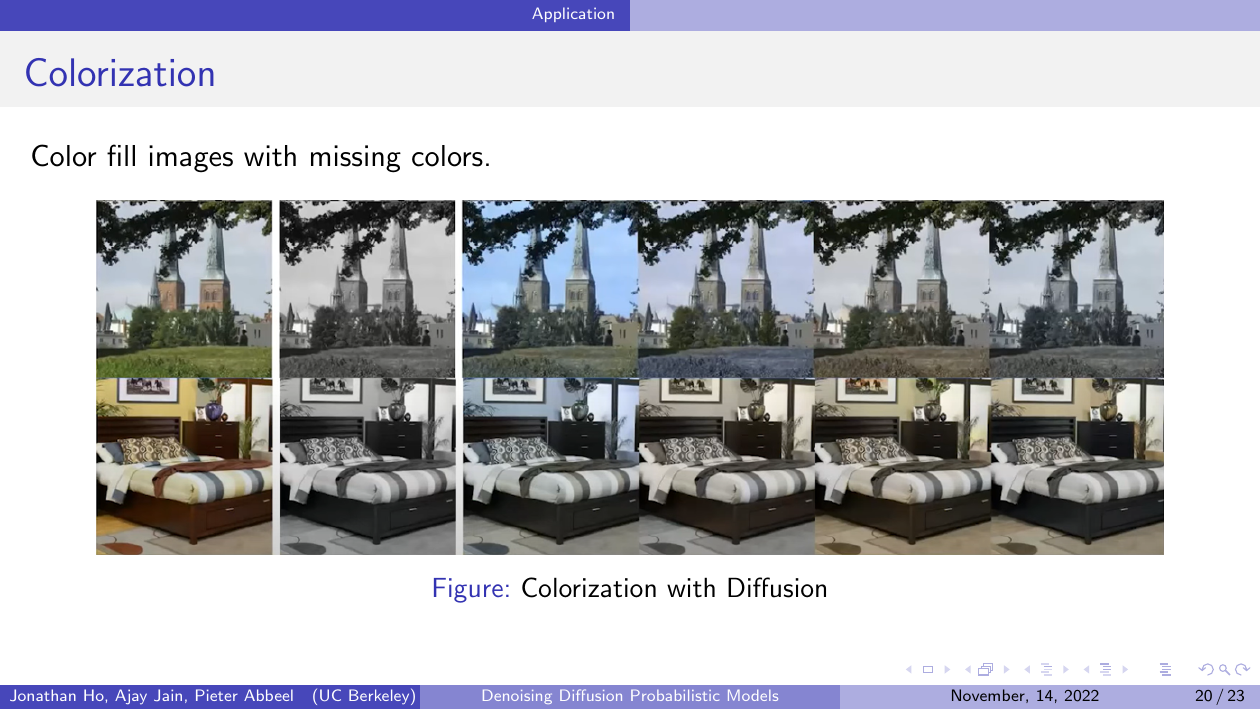 Application
Colorization
Color fill images with missing colors.
Figure: Colorization with Diffusion
Jonathan Ho, Ajay Jain, Pieter Abbeel (UC Berkeley) Denoising Diffusion Probabilistic Models November, 14, 2022 20 / 23